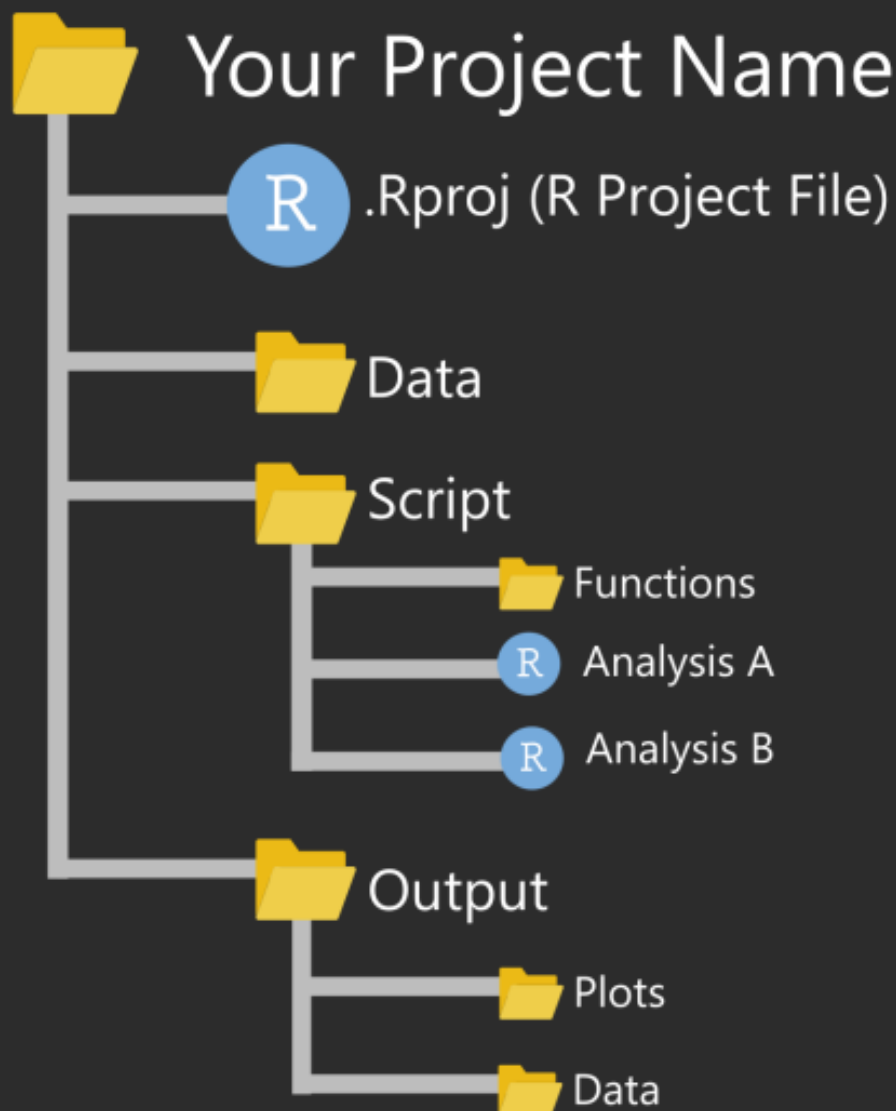 Your Project Name
R .Rproj (R Project File)
Data
Script
Functions
R Analysis A
R Analysis B
Output
Plots
Data